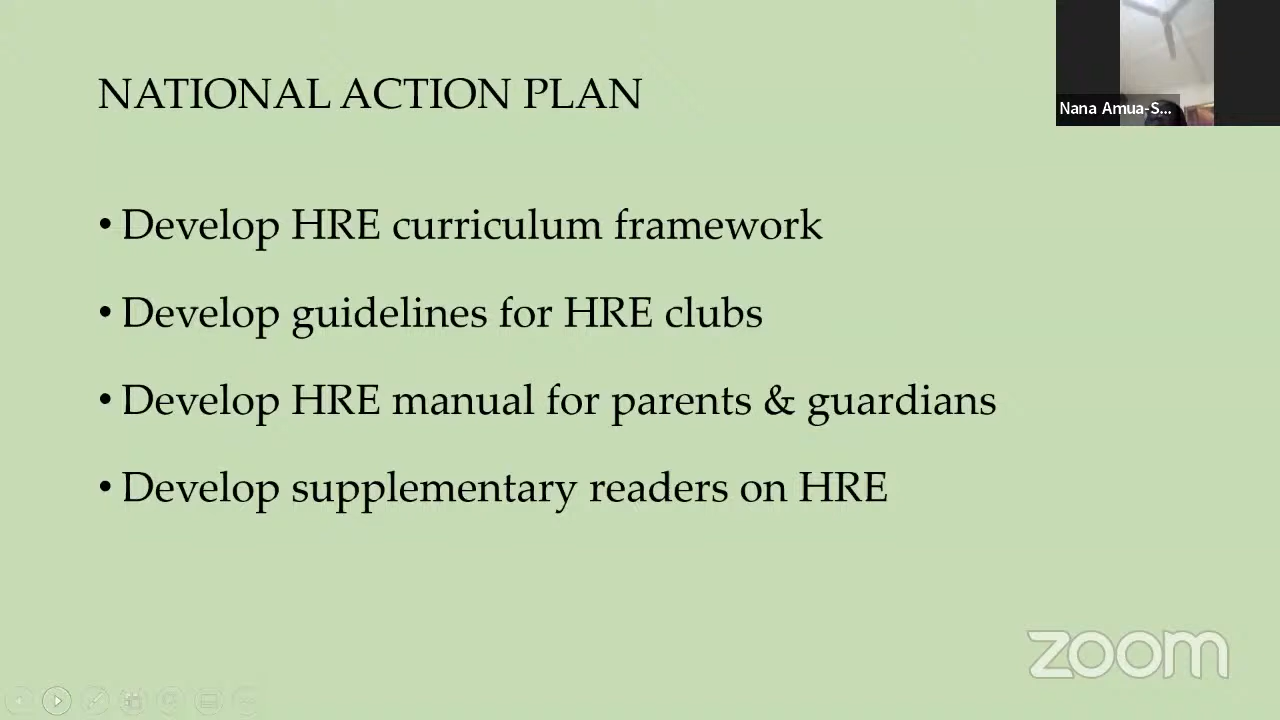 Nana Amua-S...
NATIONAL ACTION PLAN
• Develop HRE curriculum framework
• Develop guidelines for HRE clubs
• Develop HRE manual for parents & guardians
• Develop supplementary readers on HRE
zoom